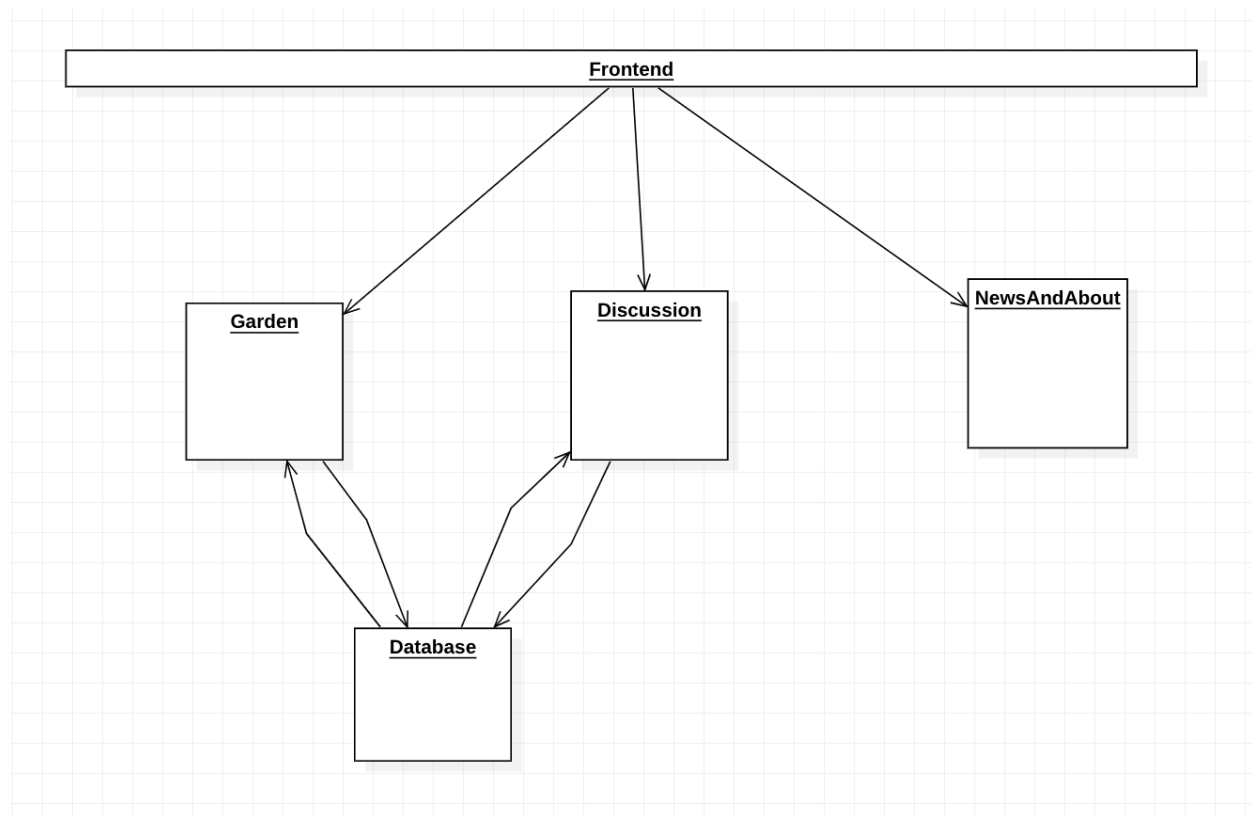 Frontend
Garden
Discussion
NewsAndAbout
Database